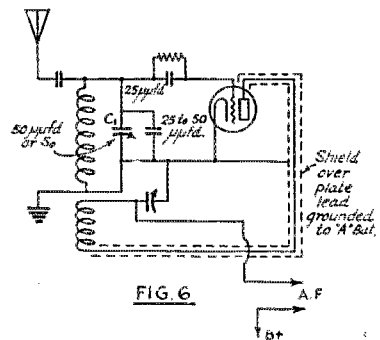 25 μμfd
50 μμfd
or So
C1
25 to 50
μμfd.
Shield
over
plate
lead
grounded
to "A" Bat.
FIG. 6
A.F
B+